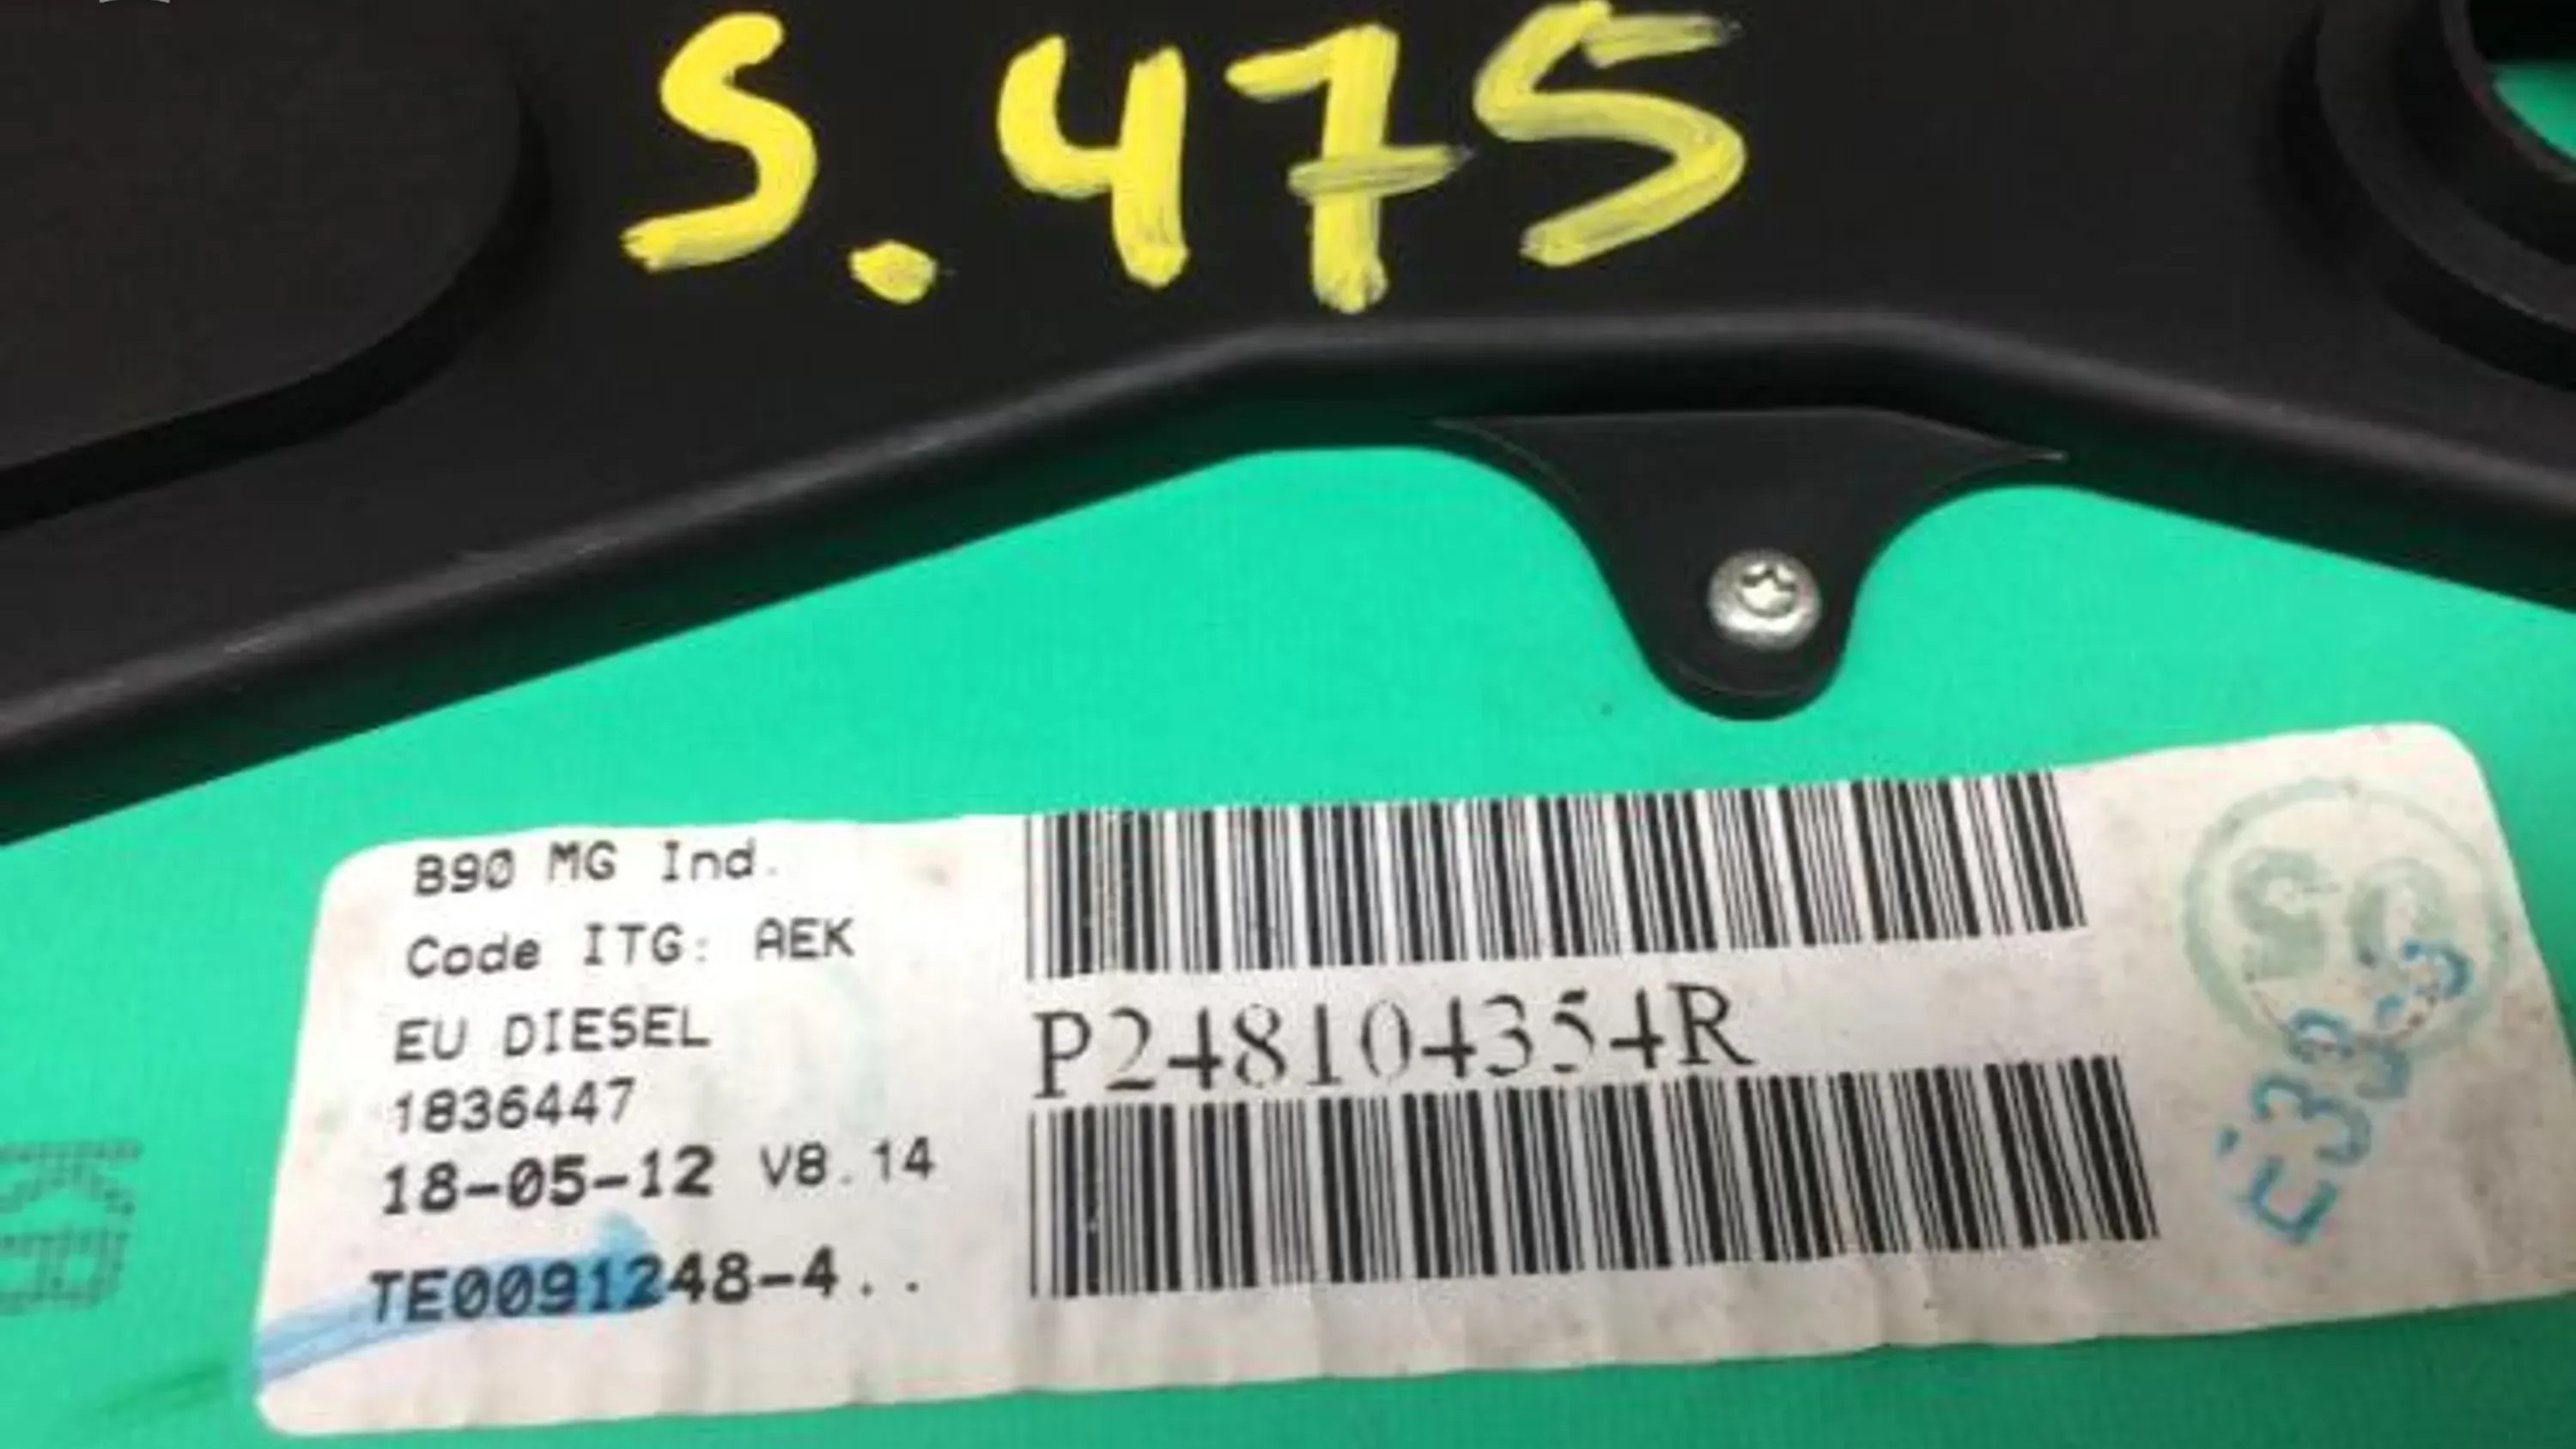 S.475
B90 MG Ind.
Code ITG: AEK
EU DIESEL
1836447
18-05-12 V8.14
TE0091248-4..
P248104354R